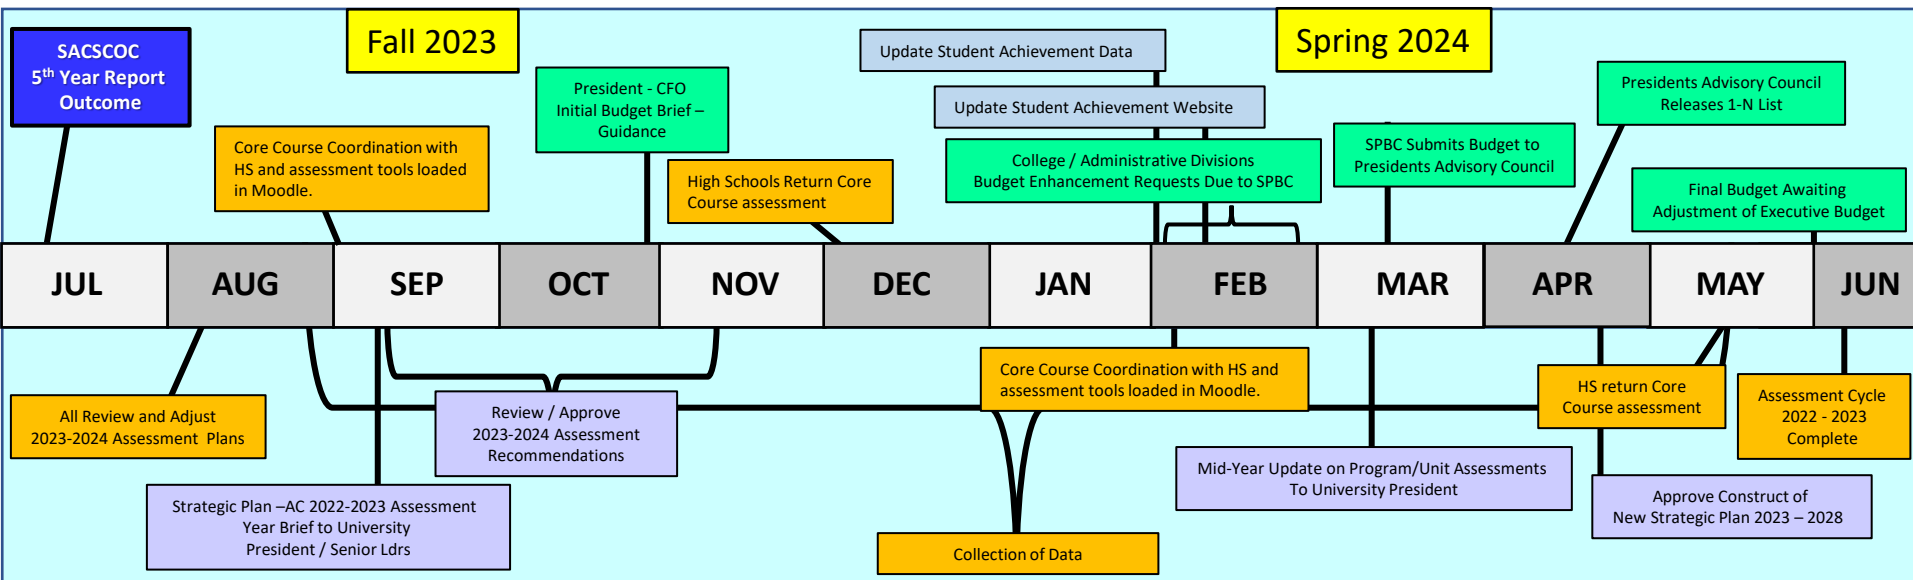 SACSCOC
5th Year Report
Outcome
Fall 2023
Core Course Coordination with
HS and assessment tools loaded
in Moodle.
President - CFO
Initial Budget Brief –
Guidance
High Schools Return Core
Course assessment
Update Student Achievement Data
Update Student Achievement Website
College / Administrative Divisions
Budget Enhancement Requests Due to SPBC
Spring 2024
SPBC Submits Budget to
Presidents Advisory Council
Presidents Advisory Council
Releases 1-N List
Final Budget Awaiting
Adjustment of Executive Budget
JUL AUG SEP OCT NOV DEC JAN FEB MAR APR MAY JUN
All Review and Adjust
2023-2024 Assessment Plans
Strategic Plan –AC 2022-2023 Assessment
Year Brief to University
President / Senior Ldrs
Review / Approve
2023-2024 Assessment
Recommendations
Core Course Coordination with HS and
assessment tools loaded in Moodle.
Collection of Data
Mid-Year Update on Program/Unit Assessments
To University President
HS return Core
Course assessment
Approve Construct of
New Strategic Plan 2023 – 2028
Assessment Cycle
2022 - 2023
Complete